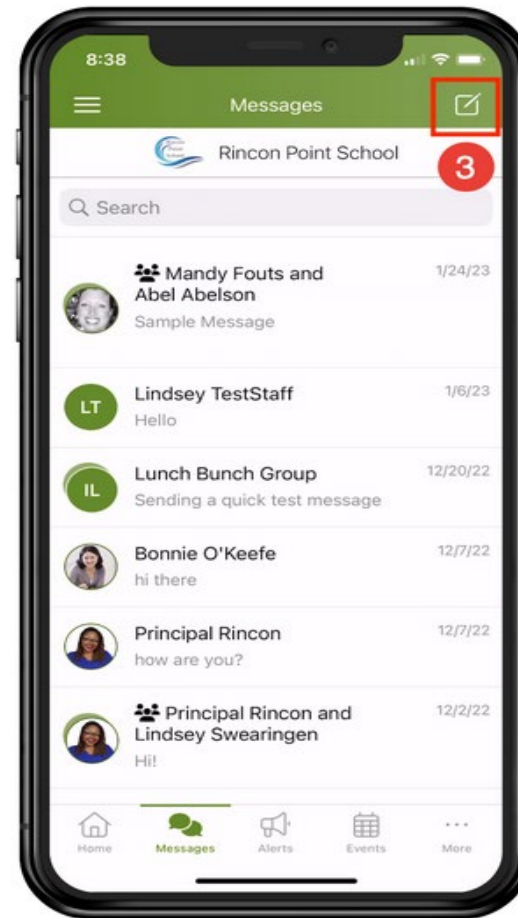 8:38
Messages
Rincon Point School
3
Search
Mandy Fouts and
1/24/23
Abel Abelson
Sample Message
LT
Lindsey TestStaff
1/6/23
Hello
IL
Lunch Bunch Group
12/20/22
Sending a quick test message
Bonnie O'Keefe
12/7/22
hi there
Principal Rincon
12/7/22
how are you?
Principal Rincon and
12/2/22
Lindsey Swearingen
Hi!
Home
Messages
Alerts
Events
More